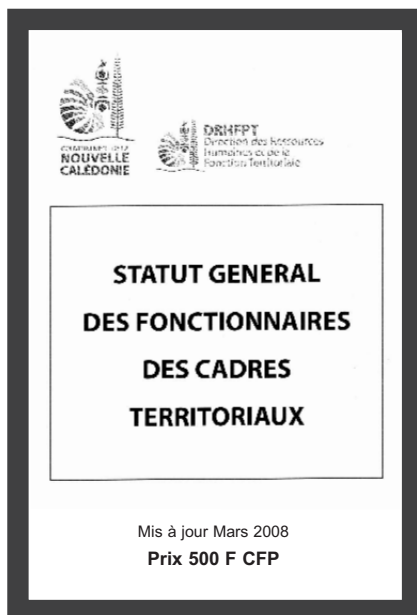 NOUVELLE
CALÉDONIE
DRHFPT
Direction des Ressources
Humaines et de la
Fonction Territoriale
STATUT GENERAL
DES FONCTIONNAIRES
DES CADRES
TERRITORIAUX
Mis à jour Mars 2008
Prix 500 F CFP